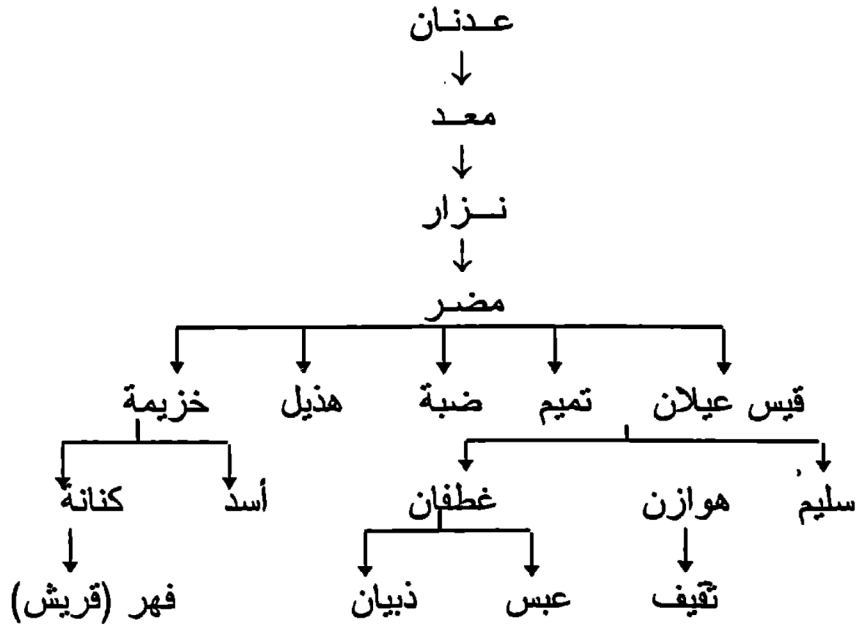 عدنان
معد
نزار
مضر
قيس عيلان تميم ضبة هذيل خزيمة
سليم هوازن غطفان أسد كنانة
ثقيف عبس ذبيان فهر (قريش)